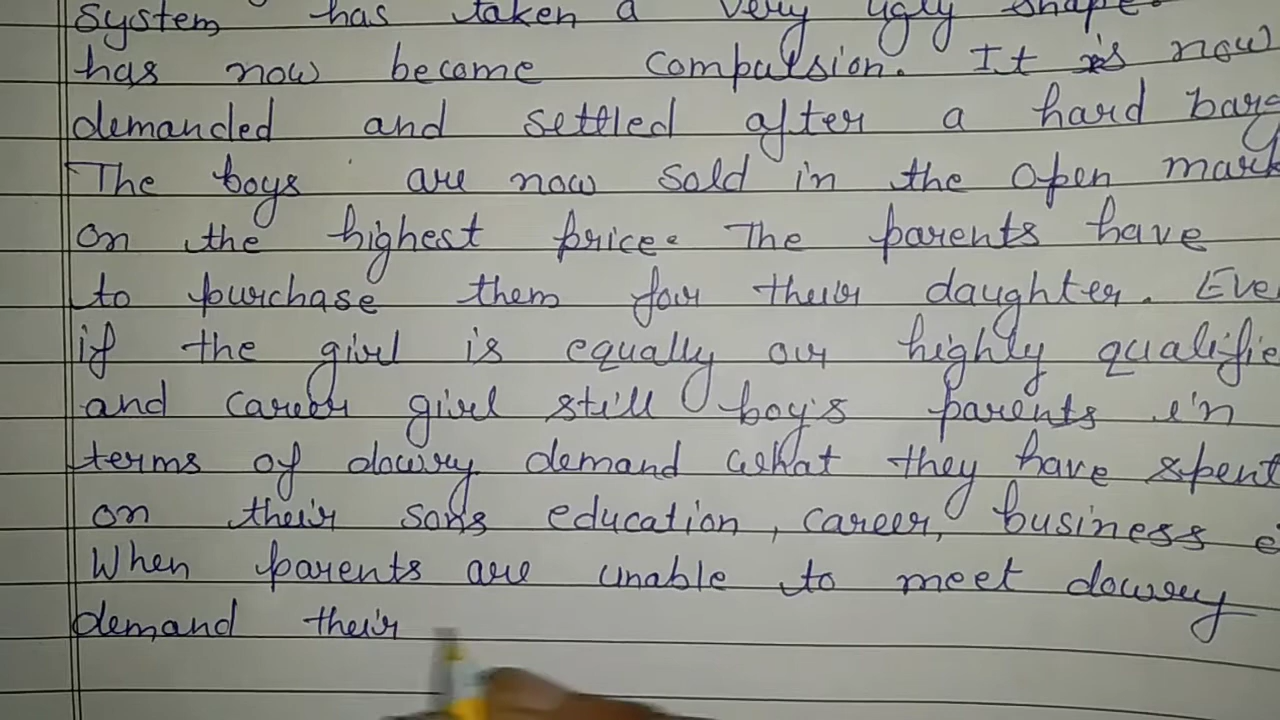 system has taken a very ugly shape.
has now become compulsion. It is now
demanded and settled after a hard barg
The boys are now sold in the open mark
on the highest price. The parents have
to purchase them for their daughter. Eve
if the girl is equally or highly qualifie
and career girl still boy's parents in
terms of dowry demand what they have spent
on their sons education, career, business e
When parents are unable to meet dowry
demand their